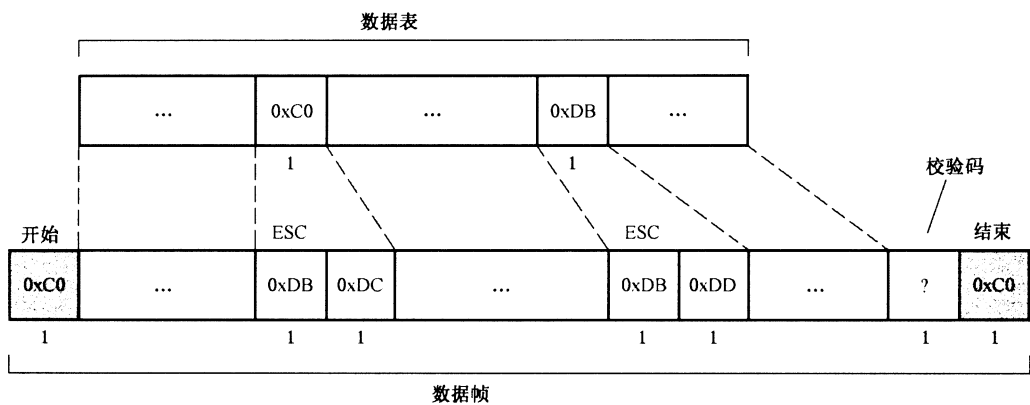 数据表
... 0xC0 ... 0xDB ...
1 1
校验码
开始 ESC ESC 结束
0xC0 ... 0xDB 0xDC ... 0xDB 0xDD ... ? 0xC0
1 1 1 1 1 1 1
数据帧